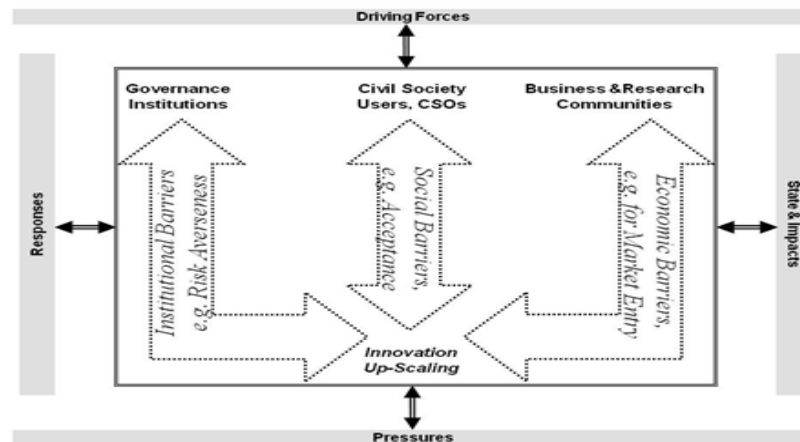 Driving Forces
Governance
Institutions
Civil Society
Users, CSOs
Business & Research
Communities
Responses
Institutional Barriers
e.g. Risk Averseness
Social Barriers,
e.g. Acceptance
Economic Barriers,
e.g. for Market Entry
State & Impacts
Innovation
Up-Scaling
Pressures